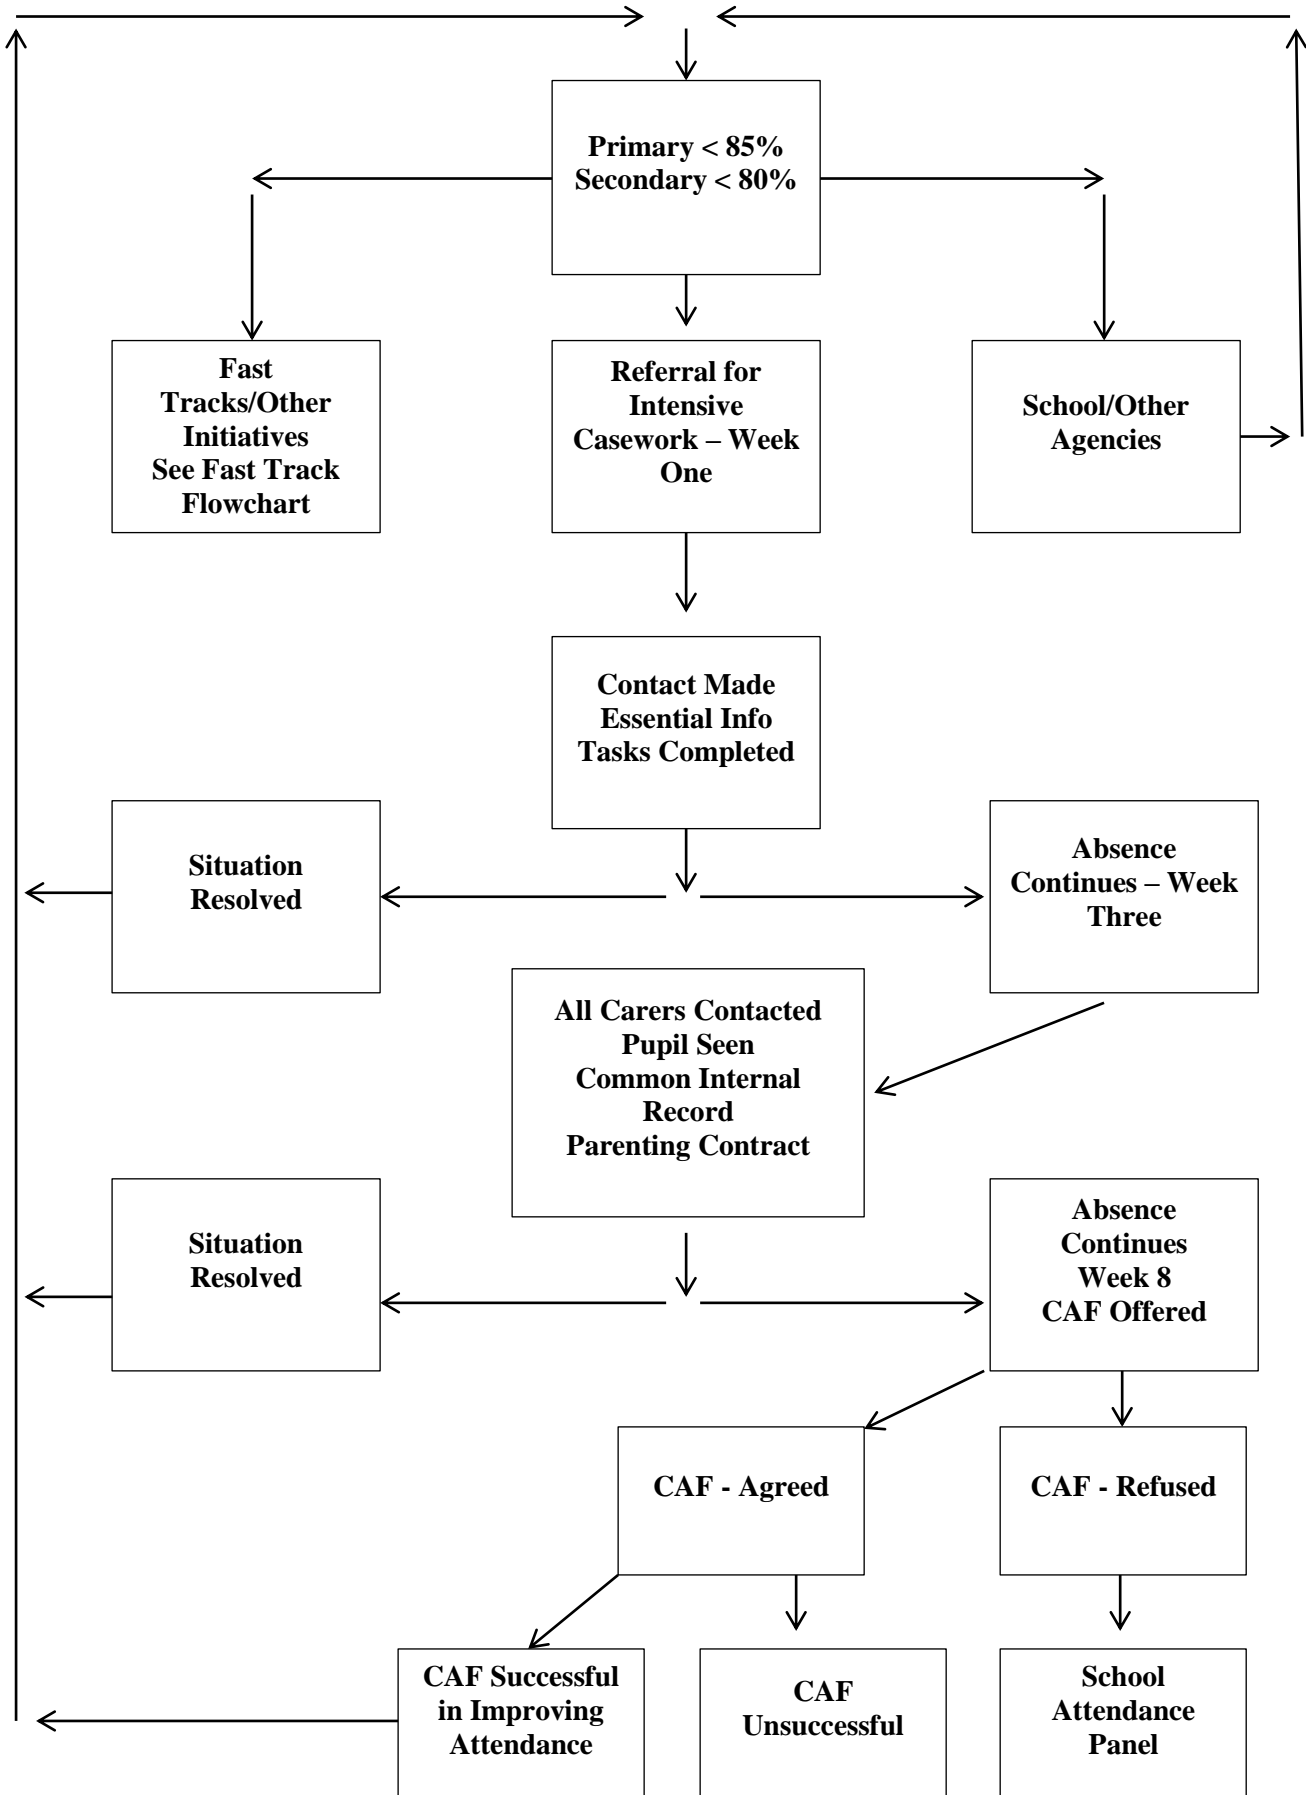 Primary < 85%
Secondary < 80%
Fast
Tracks/Other
Initiatives
See Fast Track
Flowchart
Referral for
Intensive
Casework – Week
One
School/Other
Agencies
Contact Made
Essential Info
Tasks Completed
Situation
Resolved
Absence
Continues – Week
Three
All Carers Contacted
Pupil Seen
Common Internal
Record
Parenting Contract
Situation
Resolved
Absence
Continues
Week 8
CAF Offered
CAF - Agreed
CAF - Refused
CAF Successful
in Improving
Attendance
CAF
Unsuccessful
School
Attendance
Panel